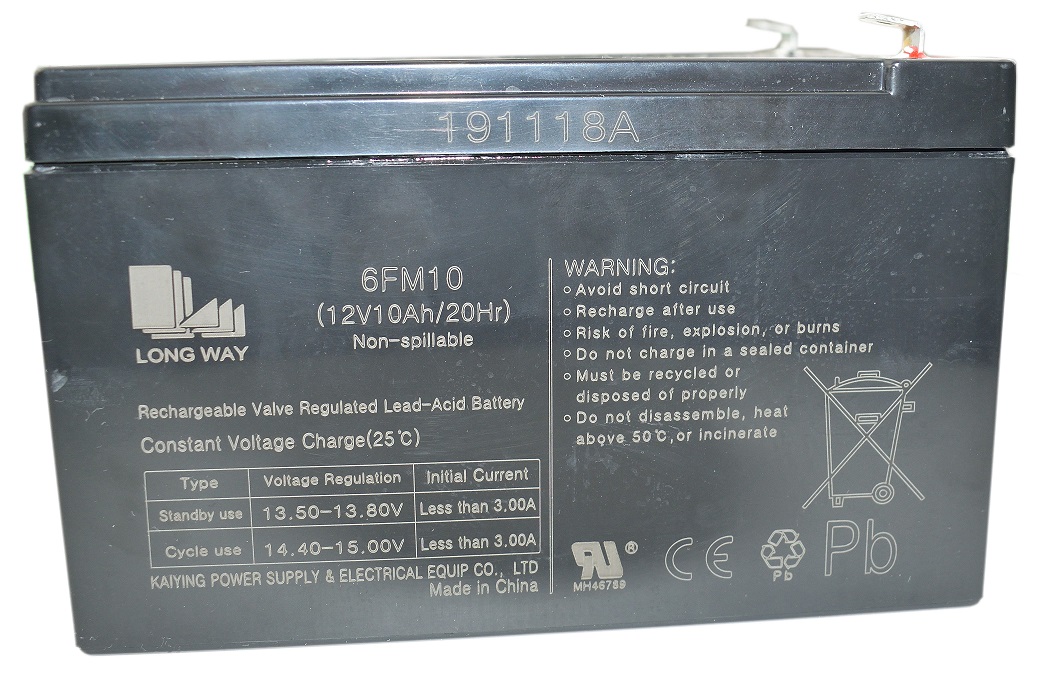 191118A
LONG WAY
6FM10
(12V10Ah/20Hr)
Non-spillable
Rechargeable Valve Regulated Lead-Acid Battery
Constant Voltage Charge(25℃)
Type Voltage Regulation Initial Current
Standby use 13.50-13.80V Less than 3.00A
Cycle use 14.40-15.00V Less than 3.00A
KAIYING POWER SUPPLY & ELECTRICAL EQUIP CO., LTD
Made in China
WARNING:
Avoid short circuit
Recharge after use
Risk of fire, explosion, or burns
Do not charge in a sealed container
Must be recycled or
disposed of properly
Do not disassemble, heat
above 50℃,or incinerate
RU®
MH46789
CE
Pb
Pb